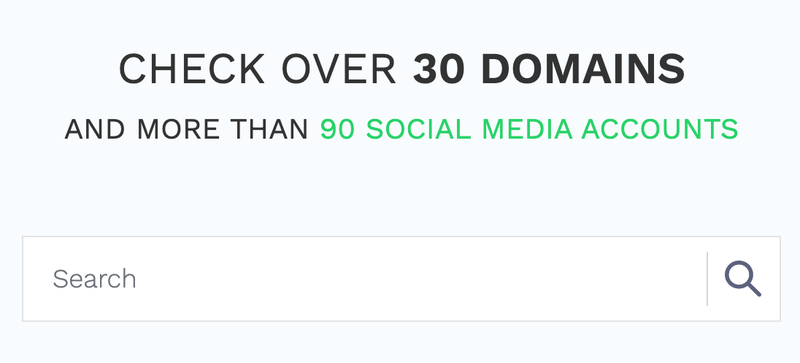 CHECK OVER 30 DOMAINS
AND MORE THAN 90 SOCIAL MEDIA ACCOUNTS
Search